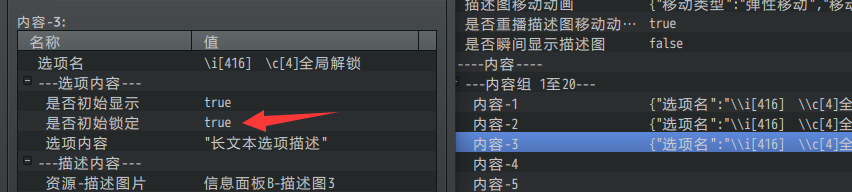 内容-3:
名称 值
选项名 \i[416] \c[4]全局解锁
---选项内容---
是否初始显示 true
是否初始锁定 true
选项内容 "长文本选项描述"
---描述内容---
资源-描述图片 信息面板B-描述图3
描述图移动动画 {"移动类型":"弹性移动","移
是否重播描述图移动动… true
是否瞬间显示描述图 false
----内容----
---内容组 1至20---
内容-1 {"选项名":"\\i[416] \\c[4]全
内容-2 {"选项名":"\\i[416] \\c[4]全
内容-3 {"选项名":"\\i[416] \\c[4]全
内容-4
内容-5